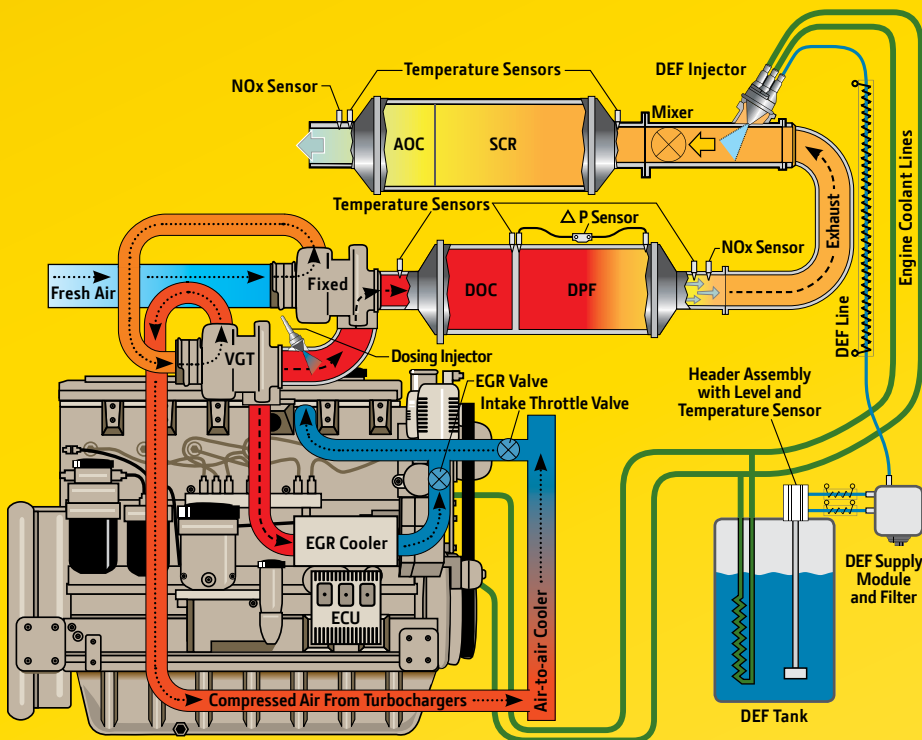 DEF Injector
Temperature Sensors
NOx Sensor
Mixer
AOC
SCR
Temperature Sensors
△ P Sensor
NOx Sensor
Exhaust
DEF Line
Engine Coolant Lines
Fresh Air
Fixed
DOC
DPF
VGT
Dosing Injector
EGR Valve
Intake Throttle Valve
Header Assembly
with Level and
Temperature Sensor
EGR Cooler
ECU
Air-to-air Cooler
DEF Supply
Module
and Filter
Compressed Air From Turbochargers
DEF Tank